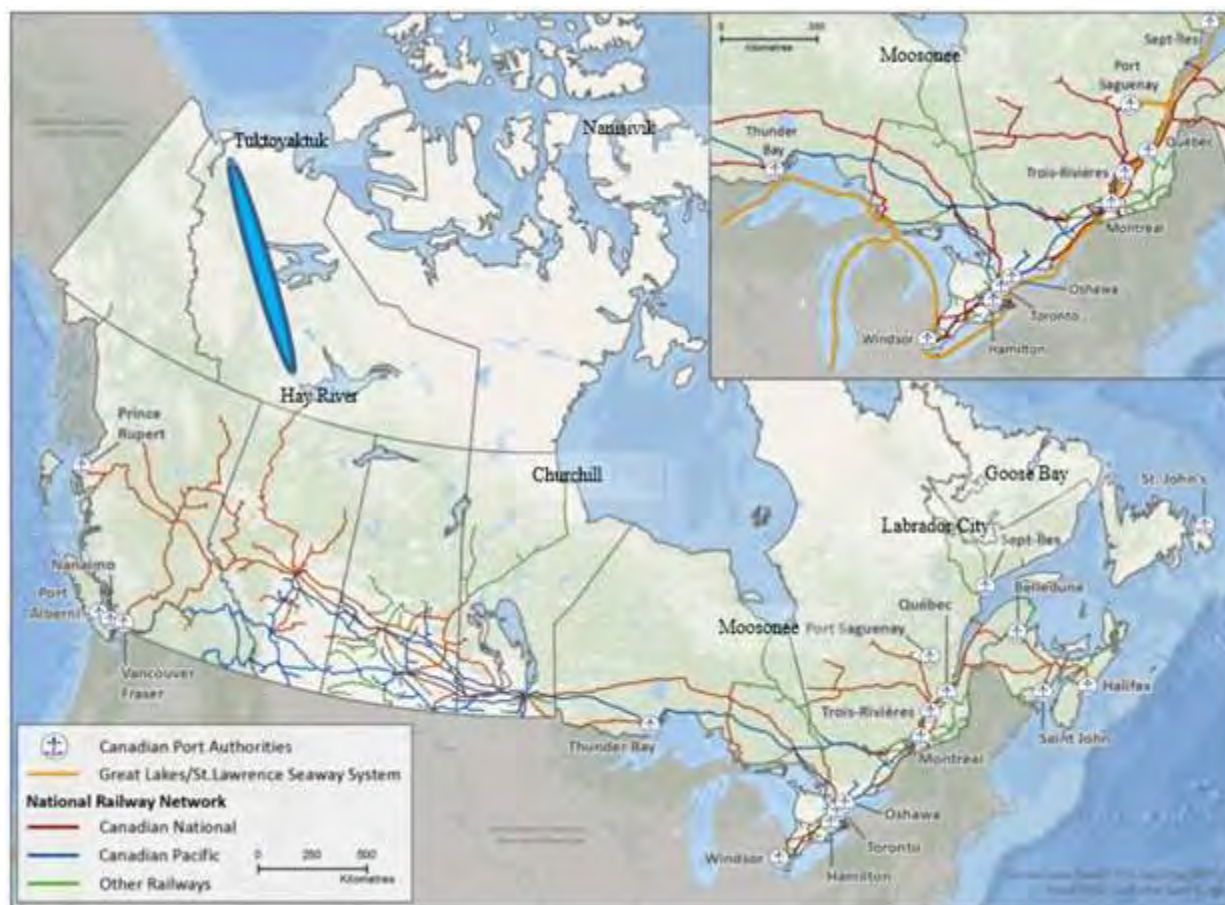 Tuktoyaktuk
Nanisivik
Hay River
Prince
Rupert
Churchill
Goose Bay
St. John's
Labrador City
Sept-Îles
Belledune
Nanaimo
Port
Alberni
Québec
Moosonee
Port Saguenay
Vancouver
Fraser
Halifax
Trois-Rivières
Saint John
Thunder Bay
Montreal
Oshawa
Toronto
Windsor
Hamilton
Kilometres
Moosonee
Sept-Îles
Port
Saguenay
Thunder
Bay
Québec
Trois-Rivières
Montreal
Oshawa
Toronto
Windsor
Hamilton
Canadian Port Authorities
Great Lakes/St.Lawrence Seaway System
National Railway Network
Canadian National
Canadian Pacific
Other Railways
0 250 500
Kilometres